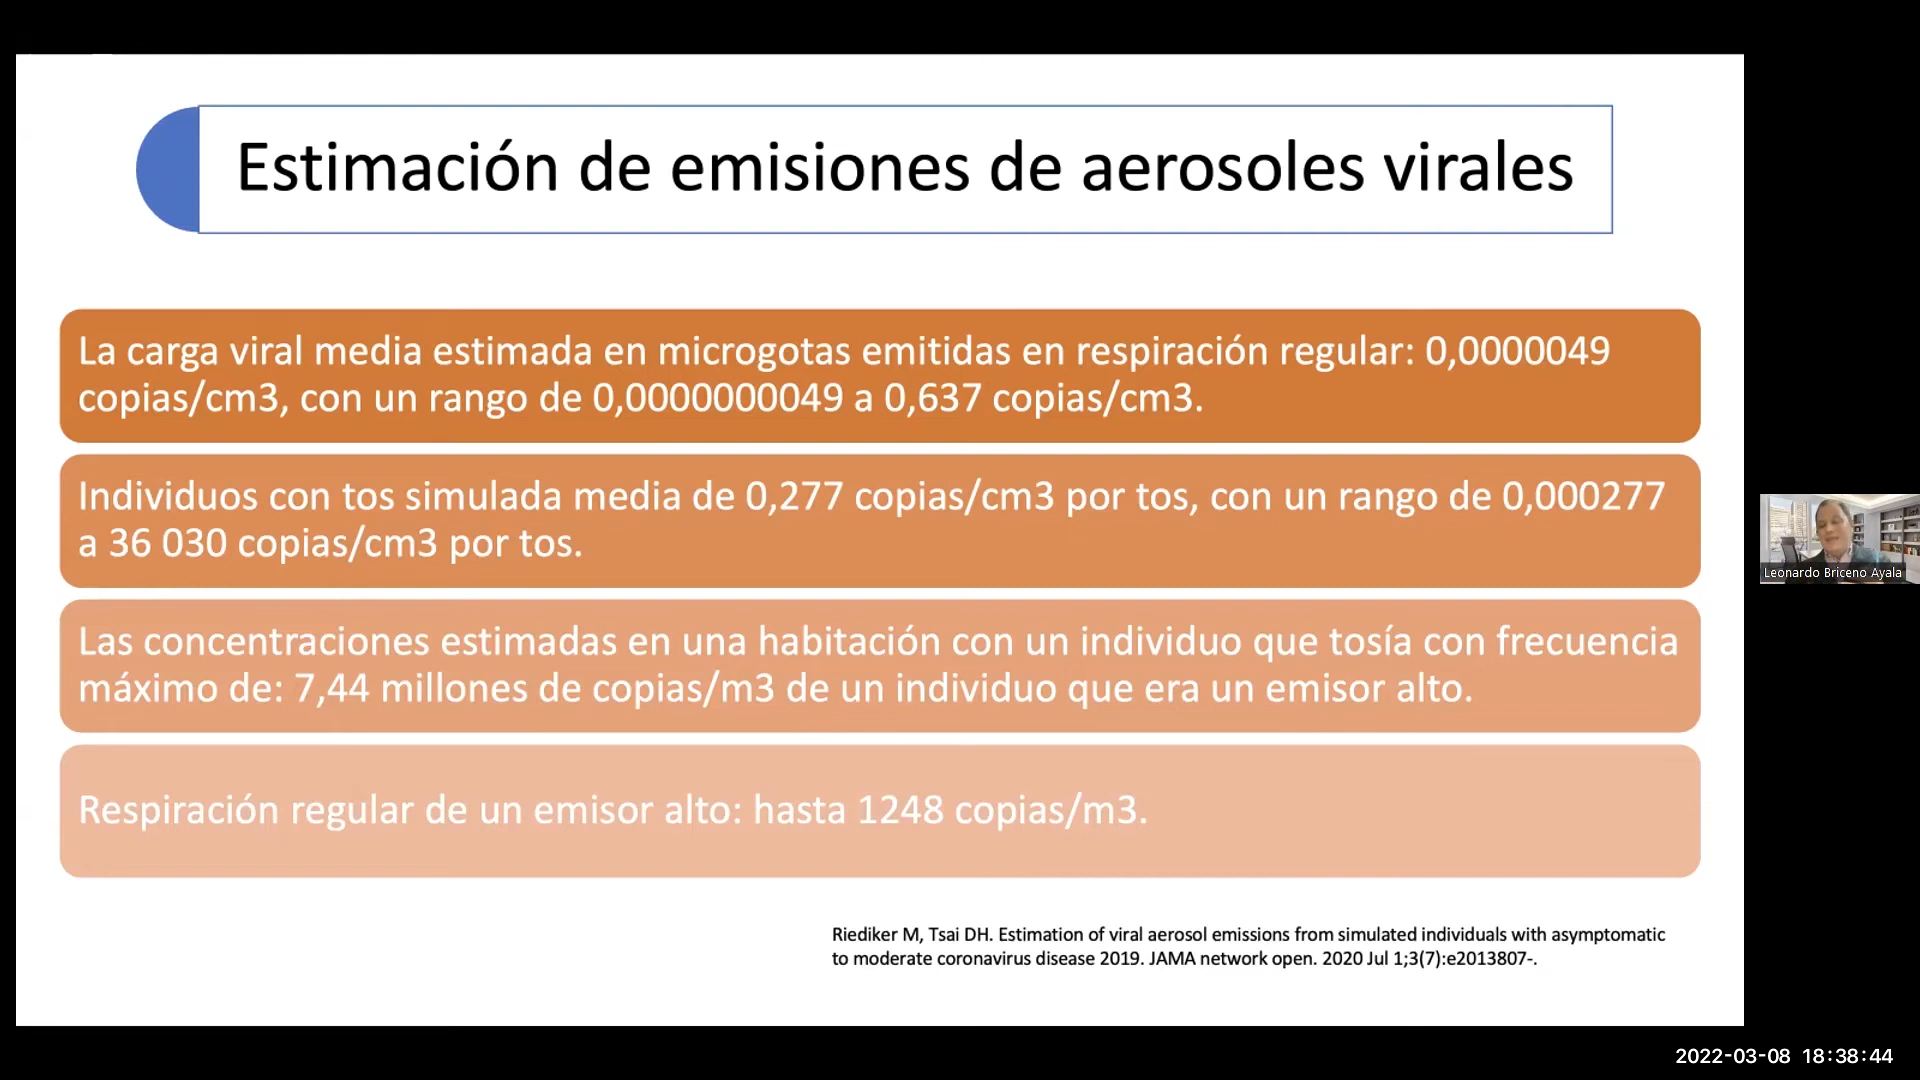 Estimación de emisiones de aerosoles virales
La carga viral media estimada en microgotas emitidas en respiración regular: 0,0000049
copias/cm3, con un rango de 0,0000000049 a 0,637 copias/cm3.
Individuos con tos simulada media de 0,277 copias/cm3 por tos, con un rango de 0,000277
a 36 030 copias/cm3 por tos.
Las concentraciones estimadas en una habitación con un individuo que tosía con frecuencia
máximo de: 7,44 millones de copias/m3 de un individuo que era un emisor alto.
Respiración regular de un emisor alto: hasta 1248 copias/m3.
Riediker M, Tsai DH. Estimation of viral aerosol emissions from simulated individuals with asymptomatic
to moderate coronavirus disease 2019. JAMA network open. 2020 Jul 1;3(7):e2013807-.
Leonardo Briceno Ayala
2022-03-08 18:38:44